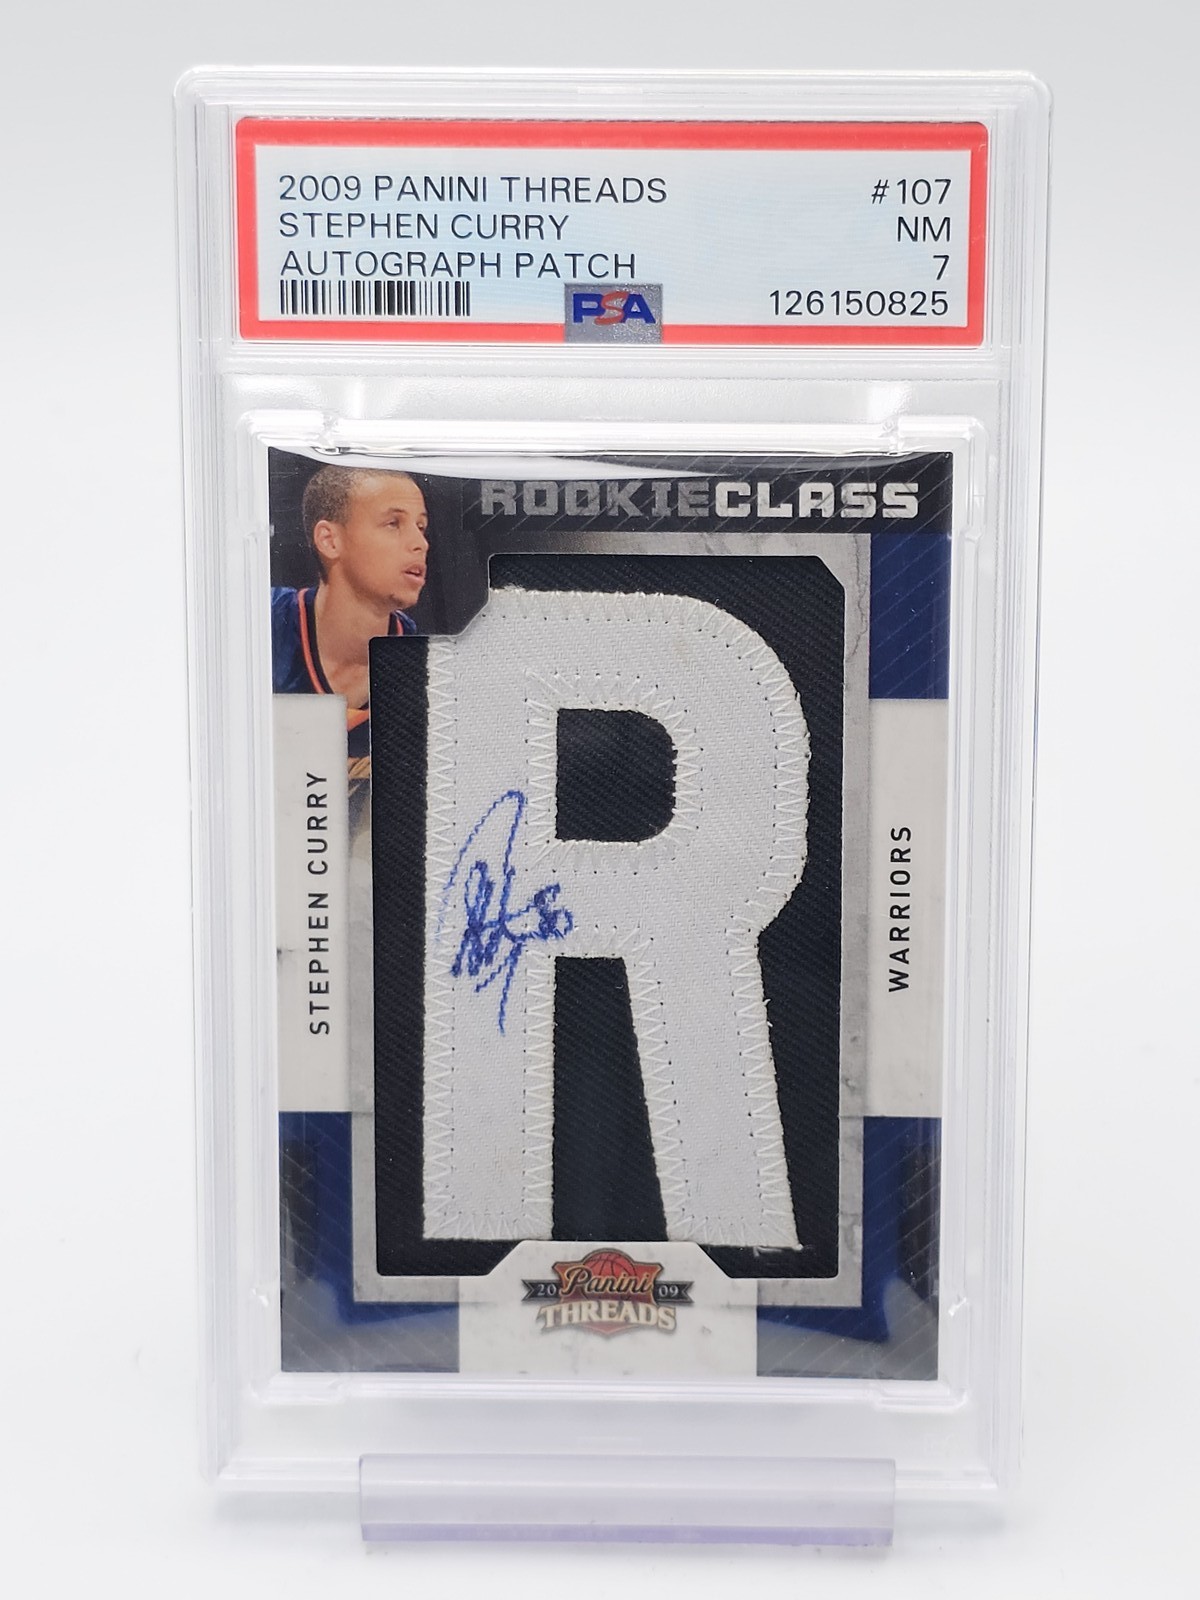 2009 PANINI THREADS #107
STEPHEN CURRY NM
AUTOGRAPH PATCH 7
PSA 126150825
ROOKIECLASS
R
STEPHEN CURRY
WARRIORS
20 Panini 09
THREADS